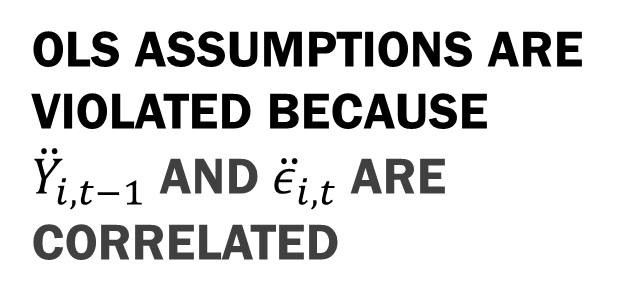 OLS ASSUMPTIONS ARE
VIOLATED BECAUSE
Ÿ_{i,t−1} AND ϵ̈_{i,t} ARE
CORRELATED